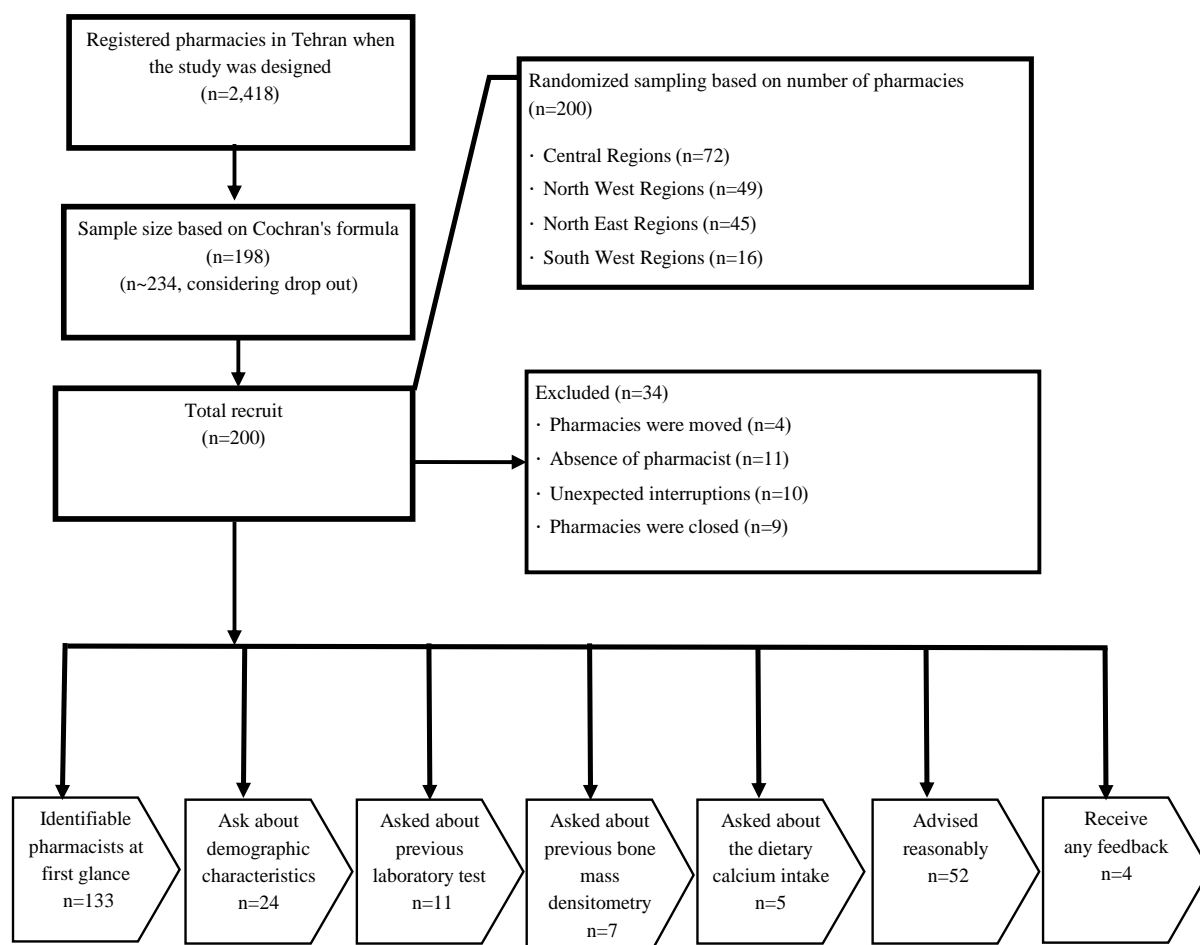 Registered pharmacies in Tehran when
the study was designed
(n=2,418)
Randomized sampling based on number of pharmacies
(n=200)
· Central Regions (n=72)
· North West Regions (n=49)
· North East Regions (n=45)
· South West Regions (n=16)
Sample size based on Cochran's formula
(n=198)
(n~234, considering drop out)
Total recruit
(n=200)
Excluded (n=34)
· Pharmacies were moved (n=4)
· Absence of pharmacist (n=11)
· Unexpected interruptions (n=10)
· Pharmacies were closed (n=9)
Identifiable
pharmacists at
first glance
n=133
Ask about
demographic
characteristics
n=24
Asked about
previous
laboratory test
n=11
Asked about
previous bone
mass
densitometry
n=7
Asked about
the dietary
calcium intake
n=5
Advised
reasonably
n=52
Receive
any feedback
n=4